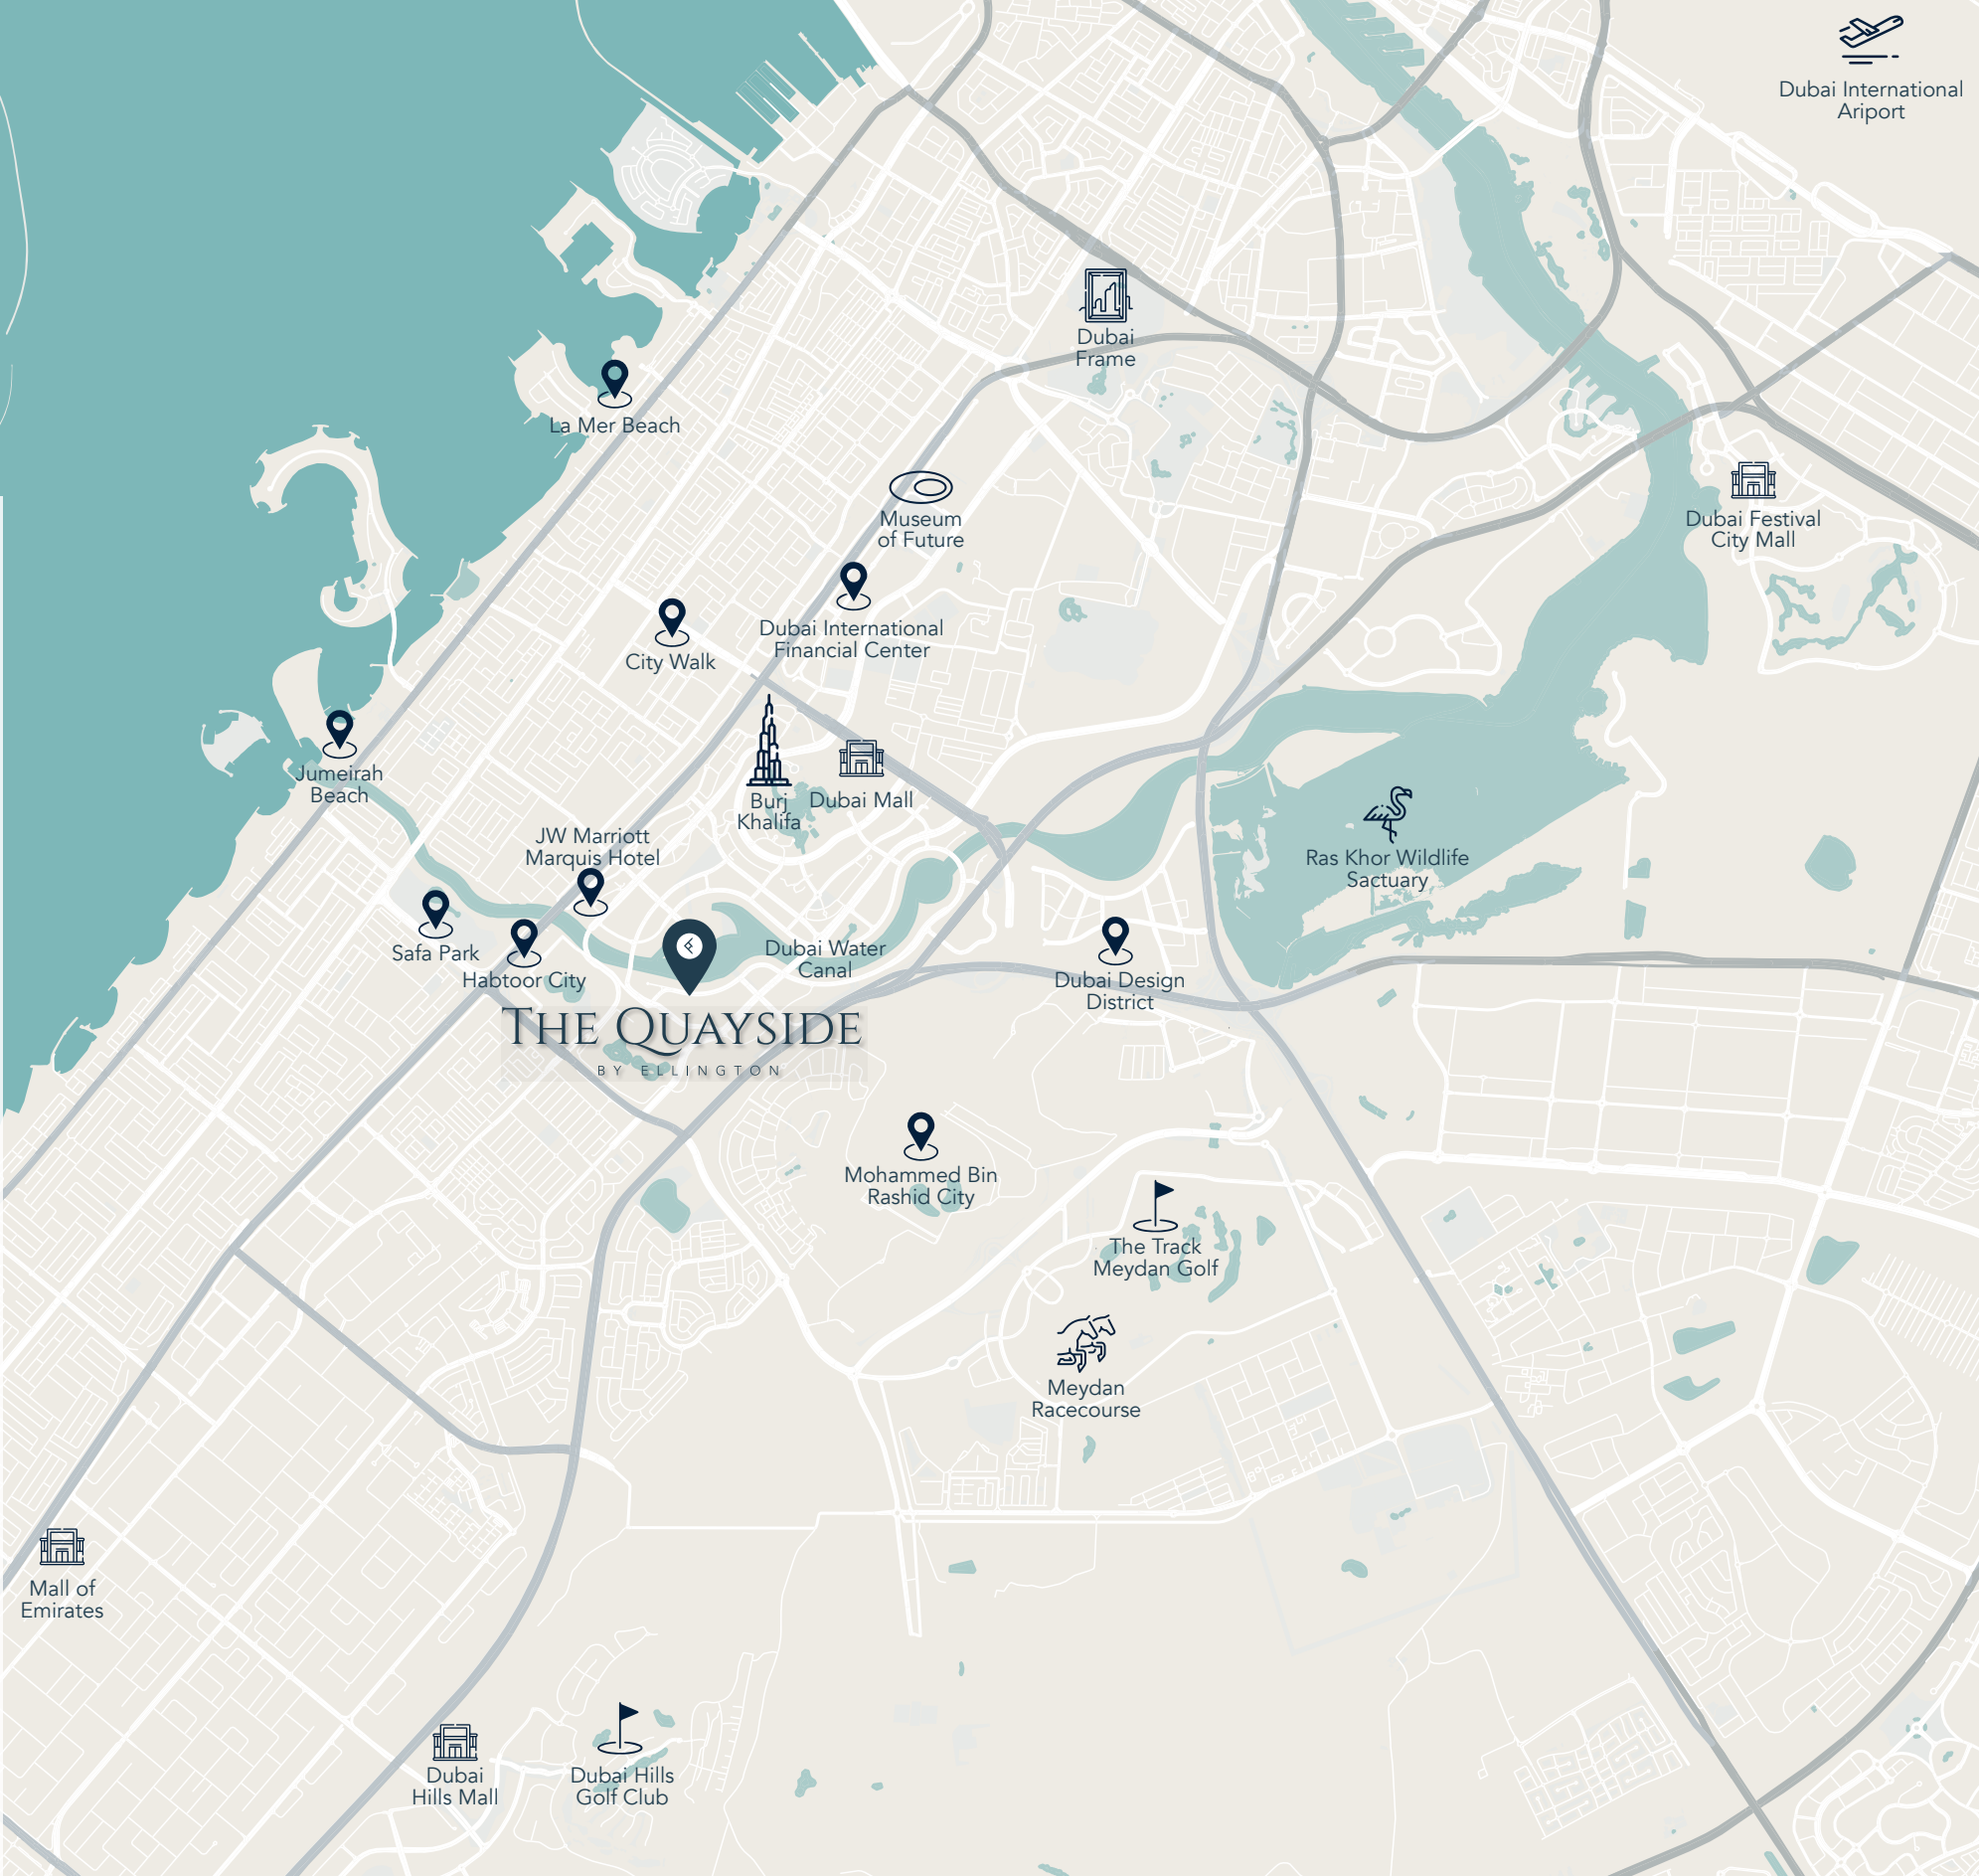 Dubai International
Ariport
Dubai
Frame
La Mer Beach
Museum
of Future
Dubai Festival
City Mall
Dubai International
Financial Center
City Walk
Jumeirah
Beach
Burj
Khalifa
Dubai Mall
JW Marriott
Marquis Hotel
Ras Khor Wildlife
Sactuary
Safa Park
Habtoor City
Dubai Water
Canal
Dubai Design
District
THE QUAYSIDE
BY ELLINGTON
Mohammed Bin
Rashid City
The Track
Meydan Golf
Meydan
Racecourse
Mall of
Emirates
Dubai
Hills Mall
Dubai Hills
Golf Club